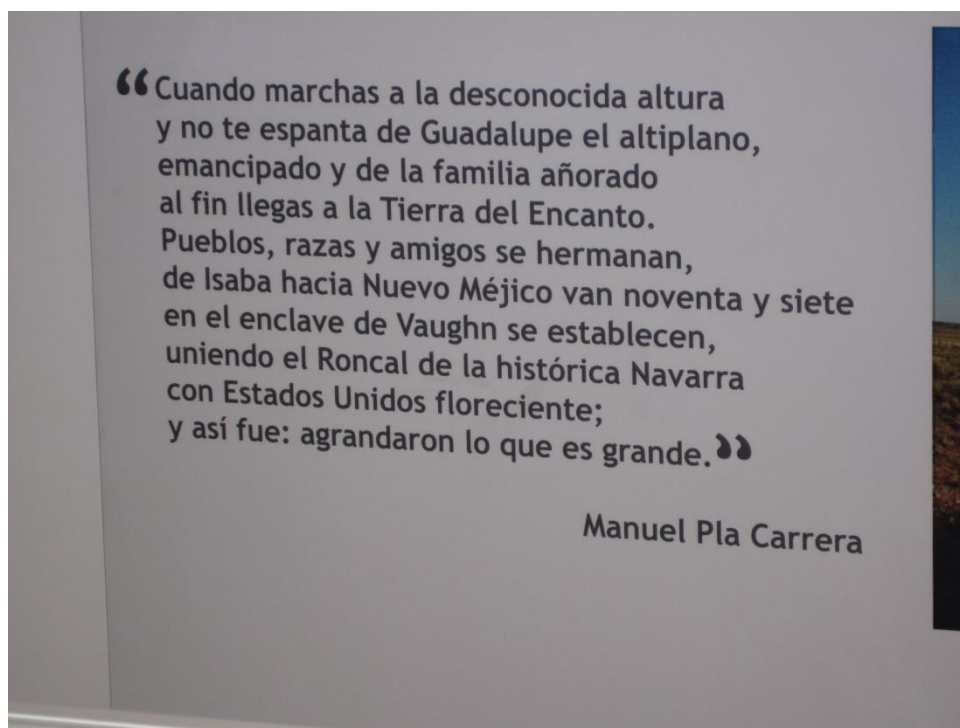 “Cuando marchas a la desconocida altura
y no te espanta de Guadalupe el altiplano,
emancipado y de la familia añorado
al fin llegas a la Tierra del Encanto.
Pueblos, razas y amigos se hermanan,
de Isaba hacia Nuevo Méjico van noventa y siete
en el enclave de Vaughn se establecen,
uniendo el Roncal de la histórica Navarra
con Estados Unidos floreciente;
y así fue: agrandaron lo que es grande.”
Manuel Pla Carrera